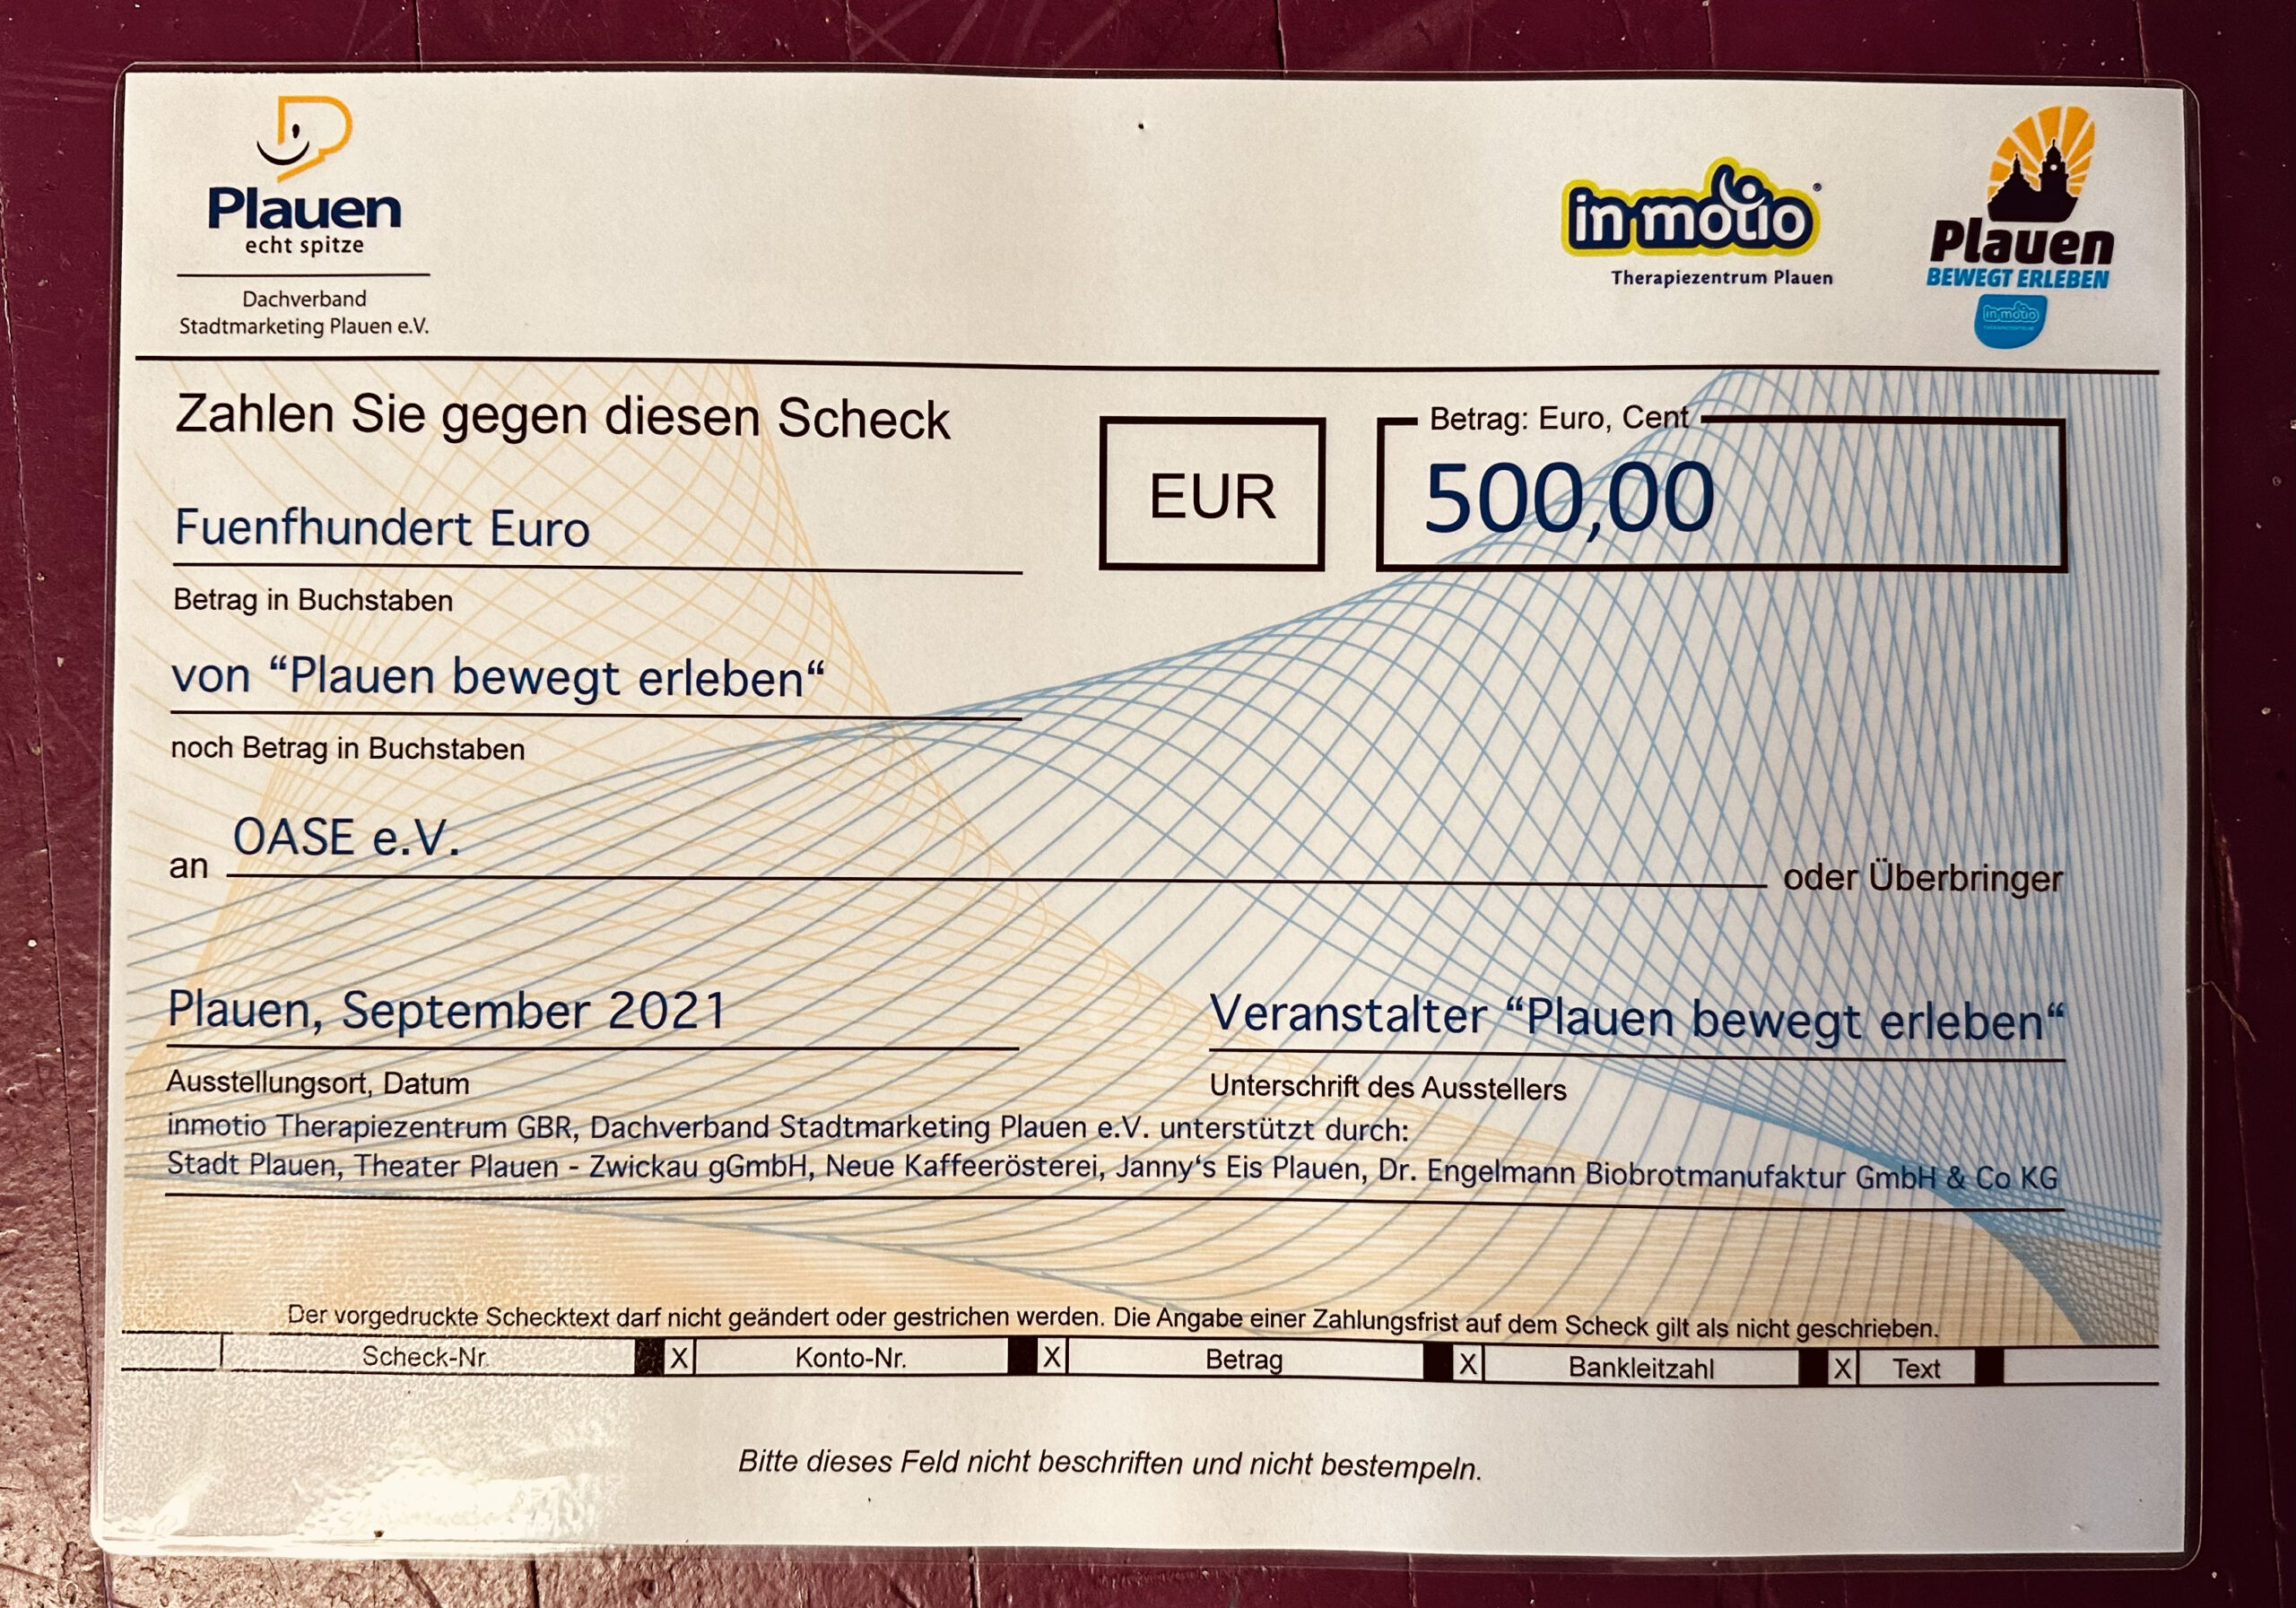 Plauen
echt spitze
Dachverband
Stadtmarketing Plauen e.V.
in motio
Therapiezentrum Plauen
Plauen
BEWEGT ERLEBEN
in motio
Zahlen Sie gegen diesen Scheck
EUR
Betrag: Euro, Cent
500,00
Fuenfhundert Euro
Betrag in Buchstaben
von “Plauen bewegt erleben“
noch Betrag in Buchstaben
an OASE e.V. oder Überbringer
Plauen, September 2021
Ausstellungsort, Datum
Veranstalter “Plauen bewegt erleben“
Unterschrift des Ausstellers
inmotio Therapiezentrum GBR, Dachverband Stadtmarketing Plauen e.V. unterstützt durch:
Stadt Plauen, Theater Plauen - Zwickau gGmbH, Neue Kaffeerösterei, Janny‘s Eis Plauen, Dr. Engelmann Biobrotmanufaktur GmbH & Co KG
Der vorgedruckte Schecktext darf nicht geändert oder gestrichen werden. Die Angabe einer Zahlungsfrist auf dem Scheck gilt als nicht geschrieben.
Scheck-Nr. X Konto-Nr. X Betrag X Bankleitzahl X Text
Bitte dieses Feld nicht beschriften und nicht bestempeln.